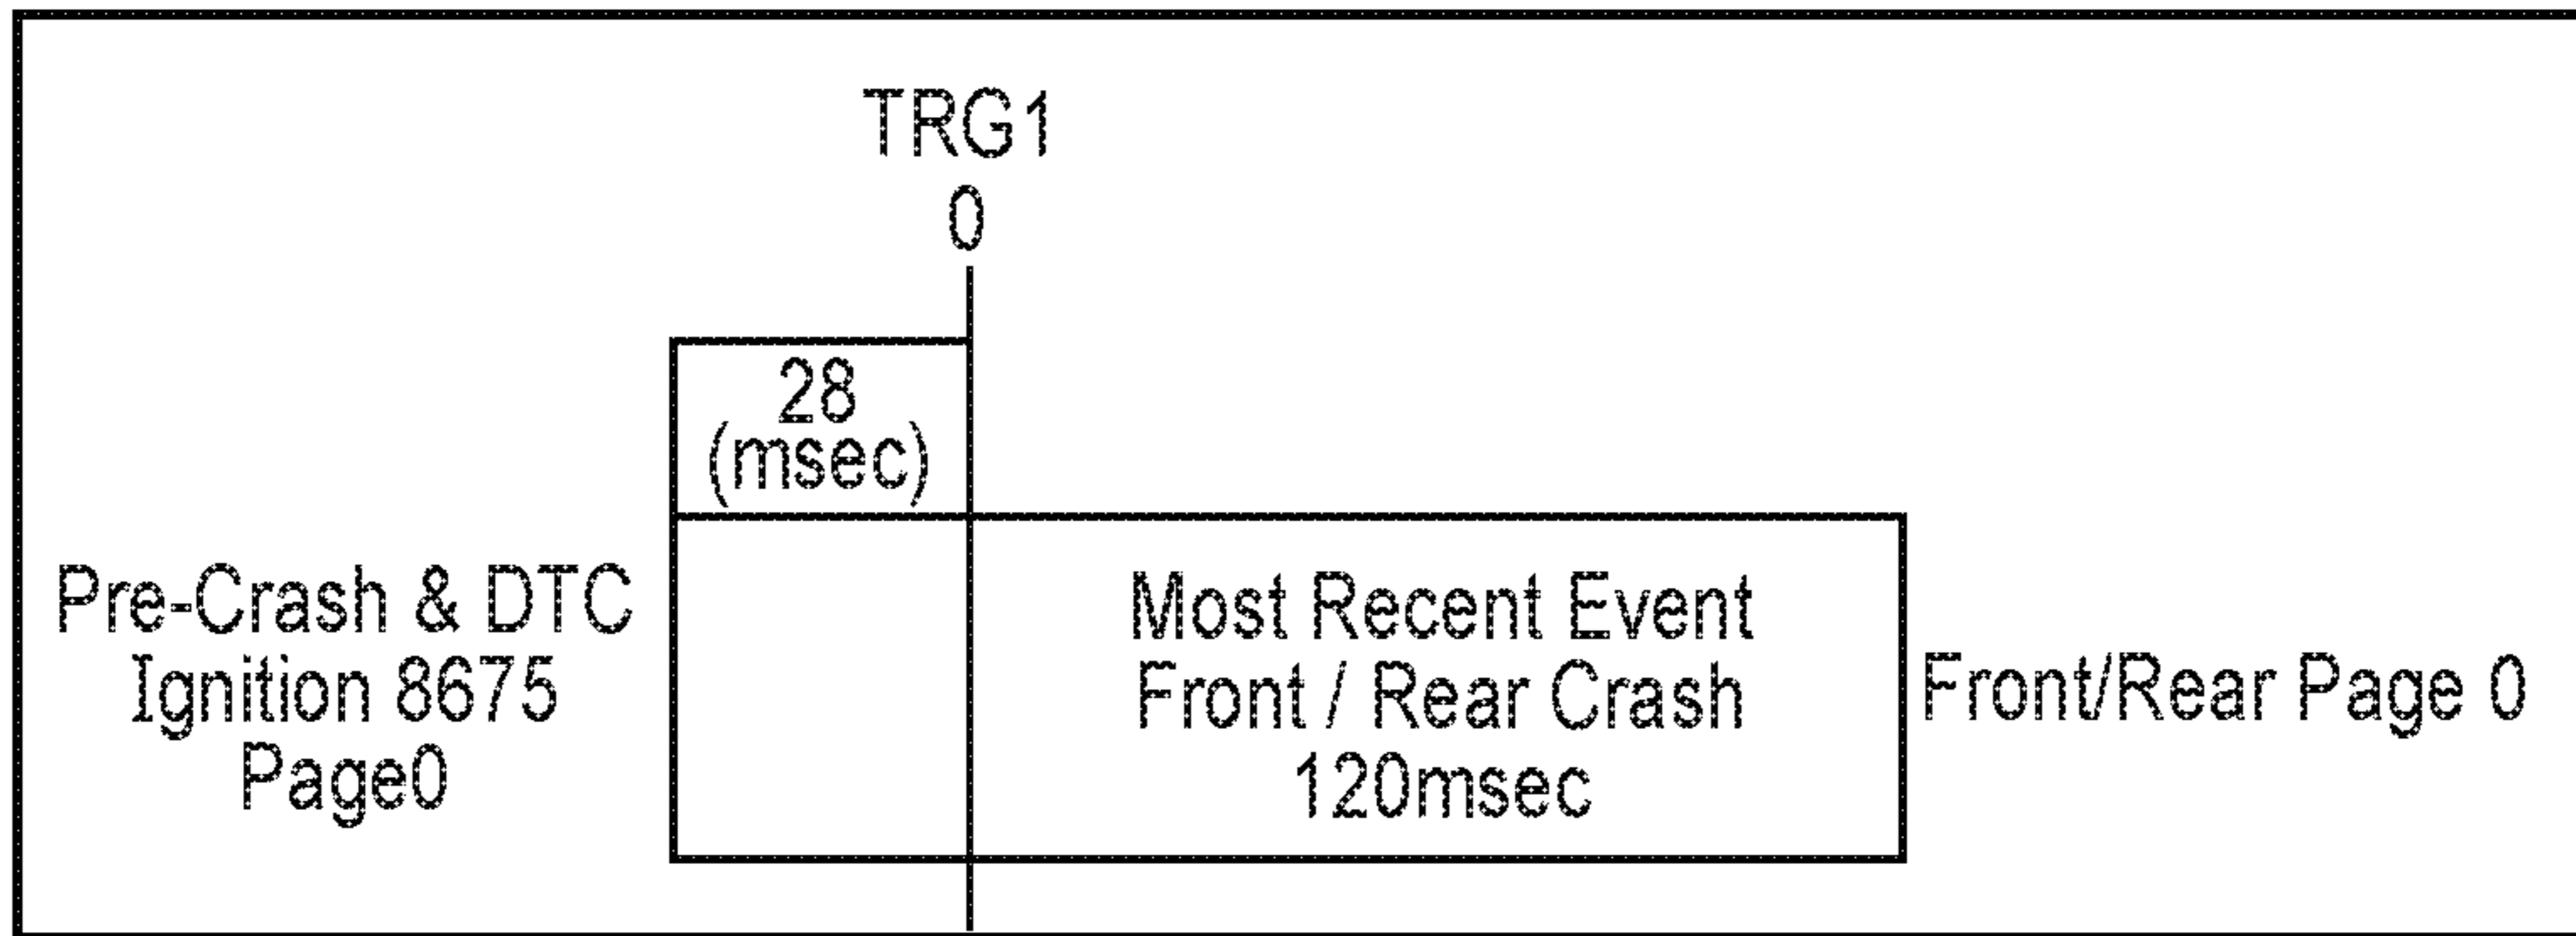 TRG1
0
28
(msec)
Pre-Crash & DTC
Ignition 8675
Page0
Most Recent Event
Front / Rear Crash
120msec
Front/Rear Page 0